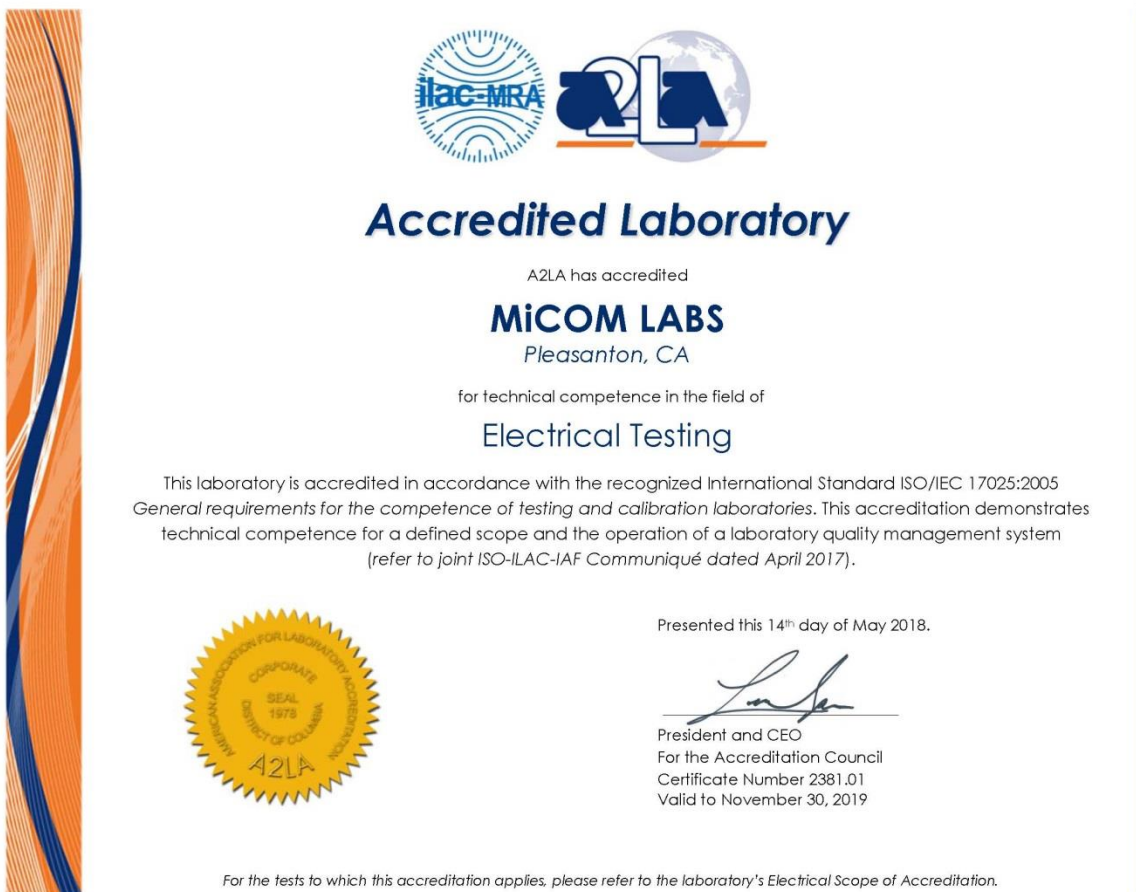 ilac-MRA
A2LA
Accredited Laboratory
A2LA has accredited
MiCOM LABS
Pleasanton, CA
for technical competence in the field of
Electrical Testing
This laboratory is accredited in accordance with the recognized International Standard ISO/IEC 17025:2005
General requirements for the competence of testing and calibration laboratories. This accreditation demonstrates
technical competence for a defined scope and the operation of a laboratory quality management system
(refer to joint ISO-ILAC-IAF Communiqué dated April 2017).
AMERICAN ASSOCIATION FOR LABORATORY ACCREDITATION
CORPORATE
SEAL
1978
DISTRICT OF COLUMBIA
A2LA
Presented this 14th day of May 2018.
President and CEO
For the Accreditation Council
Certificate Number 2381.01
Valid to November 30, 2019
For the tests to which this accreditation applies, please refer to the laboratory's Electrical Scope of Accreditation.